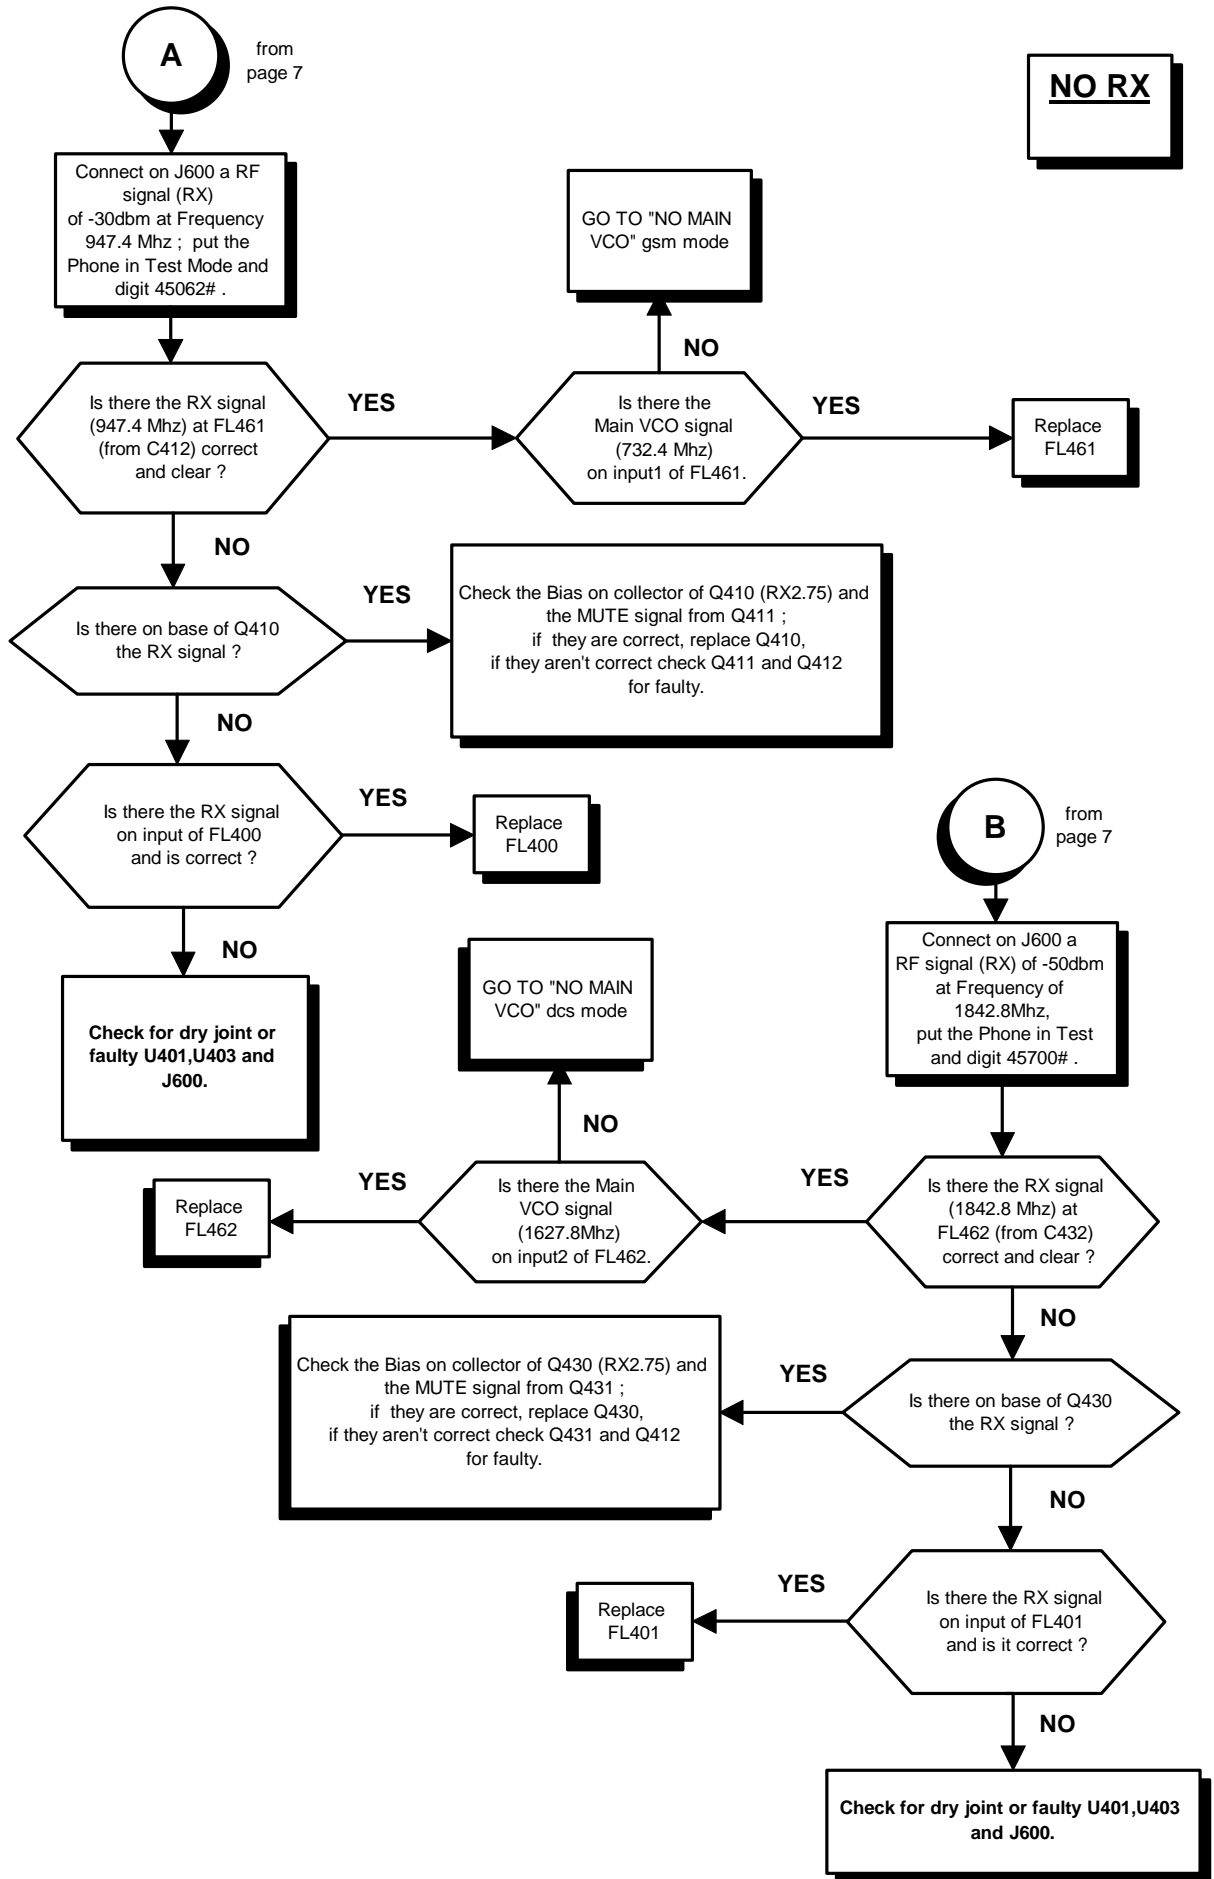 A
from
page 7
NO RX
Connect on J600 a RF
signal (RX)
of -30dbm at Frequency
947.4 Mhz ; put the
Phone in Test Mode and
digit 45062# .
GO TO "NO MAIN
VCO" gsm mode
NO
Is there the RX signal
(947.4 Mhz) at FL461
(from C412) correct
and clear ?
YES
Is there the
Main VCO signal
(732.4 Mhz)
on input1 of FL461.
YES
Replace
FL461
NO
Is there on base of Q410
the RX signal ?
YES
Check the Bias on collector of Q410 (RX2.75) and
the MUTE signal from Q411 ;
if they are correct, replace Q410,
if they aren't correct check Q411 and Q412
for faulty.
NO
Is there the RX signal
on input of FL400
and is correct ?
YES
Replace
FL400
NO
Check for dry joint or
faulty U401,U403 and
J600.
B
from
page 7
Connect on J600 a
RF signal (RX) of -50dbm
at Frequency of
1842.8Mhz,
put the Phone in Test
and digit 45700# .
GO TO "NO MAIN
VCO" dcs mode
NO
Is there the RX signal
(1842.8 Mhz) at
FL462 (from C432)
correct and clear ?
YES
Is there the Main
VCO signal
(1627.8Mhz)
on input2 of FL462.
YES
Replace
FL462
NO
Is there on base of Q430
the RX signal ?
YES
Check the Bias on collector of Q430 (RX2.75) and
the MUTE signal from Q431 ;
if they are correct, replace Q430,
if they aren't correct check Q431 and Q412
for faulty.
NO
Is there the RX signal
on input of FL401
and is it correct ?
YES
Replace
FL401
NO
Check for dry joint or faulty U401,U403
and J600.